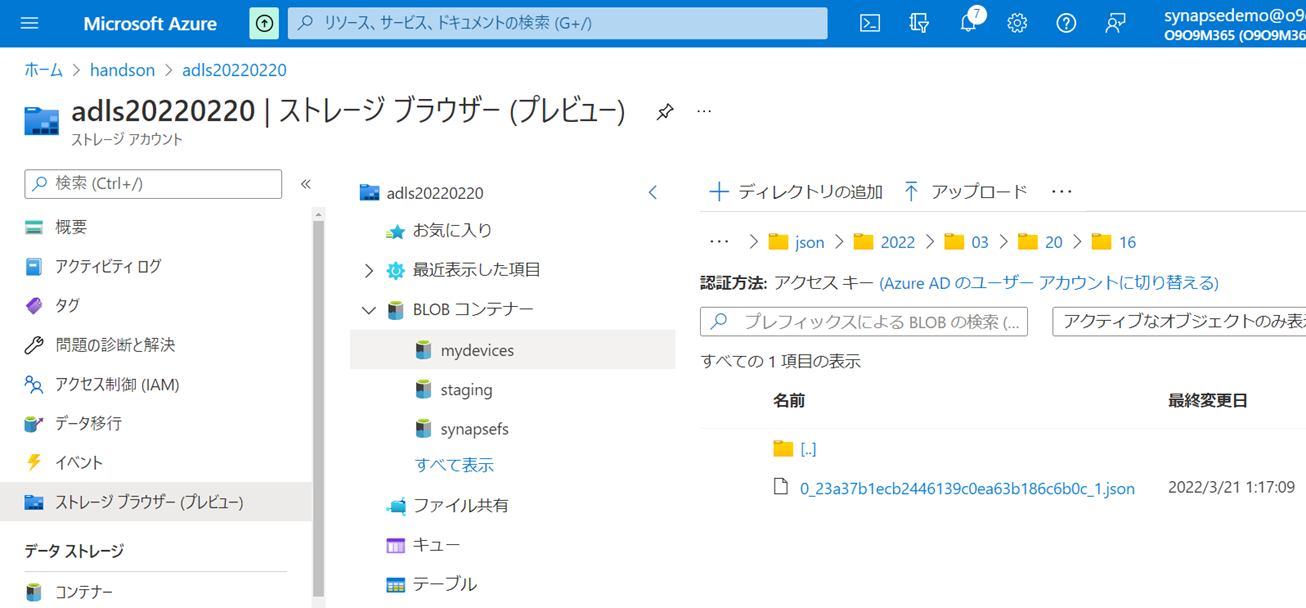 Microsoft Azure
リソース、サービス、ドキュメントの検索 (G+/)
7
synapsedemo@o9
O9O9M365 (O9O9M36
ホーム > handson > adls20220220
adls20220220 | ストレージ ブラウザー (プレビュー) ...
ストレージ アカウント
検索 (Ctrl+/)
«
概要
アクティビティ ログ
タグ
問題の診断と解決
アクセス制御 (IAM)
データ移行
イベント
ストレージ ブラウザー (プレビュー)
データ ストレージ
コンテナー
adls20220220
お気に入り
最近表示した項目
BLOB コンテナー
mydevices
staging
synapsefs
すべて表示
ファイル共有
キュー
テーブル
ディレクトリの追加 アップロード ...
... > json > 2022 > 03 > 20 > 16
認証方法: アクセス キー (Azure AD のユーザー アカウントに切り替える)
プレフィックスによる BLOB の検索 (...
アクティブなオブジェクトのみ表
すべての 1 項目の表示
名前 最終変更日
[..]
0_23a37b1ecb2446139c0ea63b186c6b0c_1.json 2022/3/21 1:17:09